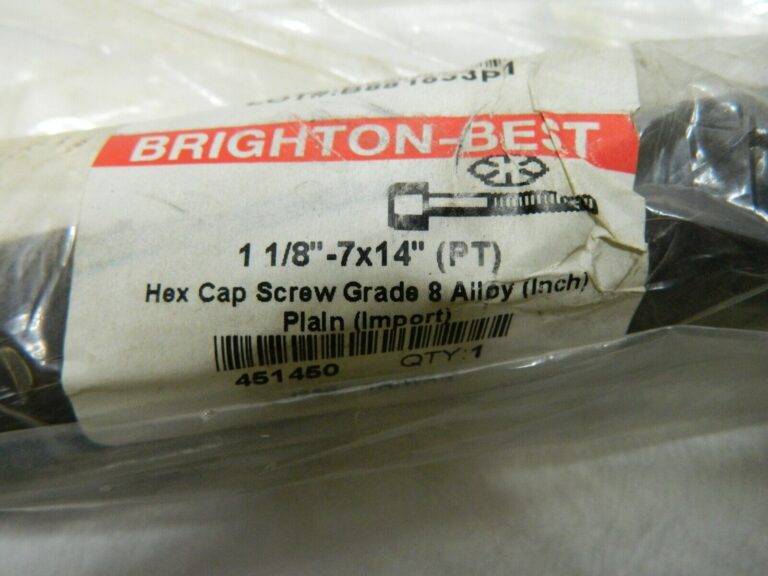 BRIGHTON-BEST
1 1/8"-7x14" (PT)
Hex Cap Screw Grade 8 Alloy (Inch)
Plain (Import)
451450 QTY: 1